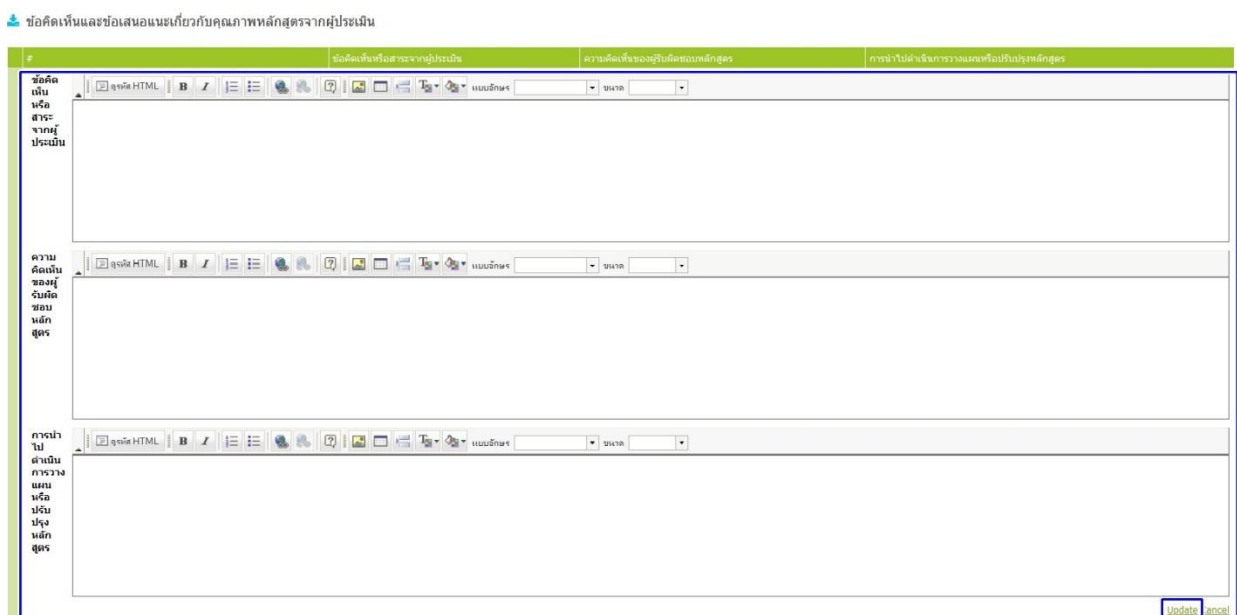 ข้อคิดเห็นและข้อเสนอแนะเกี่ยวกับคุณภาพหลักสูตรจากผู้ประเมิน
# ข้อคิดเห็นหรือสาระจากผู้ประเมิน ความคิดเห็นของผู้รับผิดชอบหลักสูตร การนำไปดำเนินการวางแผนหรือปรับปรุงหลักสูตร
ข้อคิด
เห็น
หรือ
สาระ
จากผู้
ประเมิน
ดูรหัส HTML B I แบบอักษร ขนาด
ความ
คิดเห็น
ของผู้
รับผิด
ชอบ
หลัก
สูตร
ดูรหัส HTML B I แบบอักษร ขนาด
การนำ
ไป
ดำเนิน
การวาง
แผน
หรือ
ปรับ
ปรุง
หลัก
สูตร
ดูรหัส HTML B I แบบอักษร ขนาด
Update Cancel